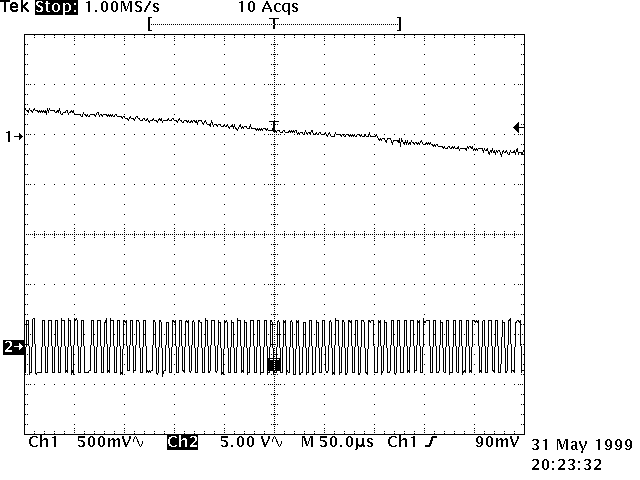 Tek Stop: 1.00MS/s 10 Acqs
T
T
1
2
Ch1 500mV∿ Ch2 5.00 V∿ M 50.0µs Ch1 ∫ 90mV
31 May 1999
20:23:32